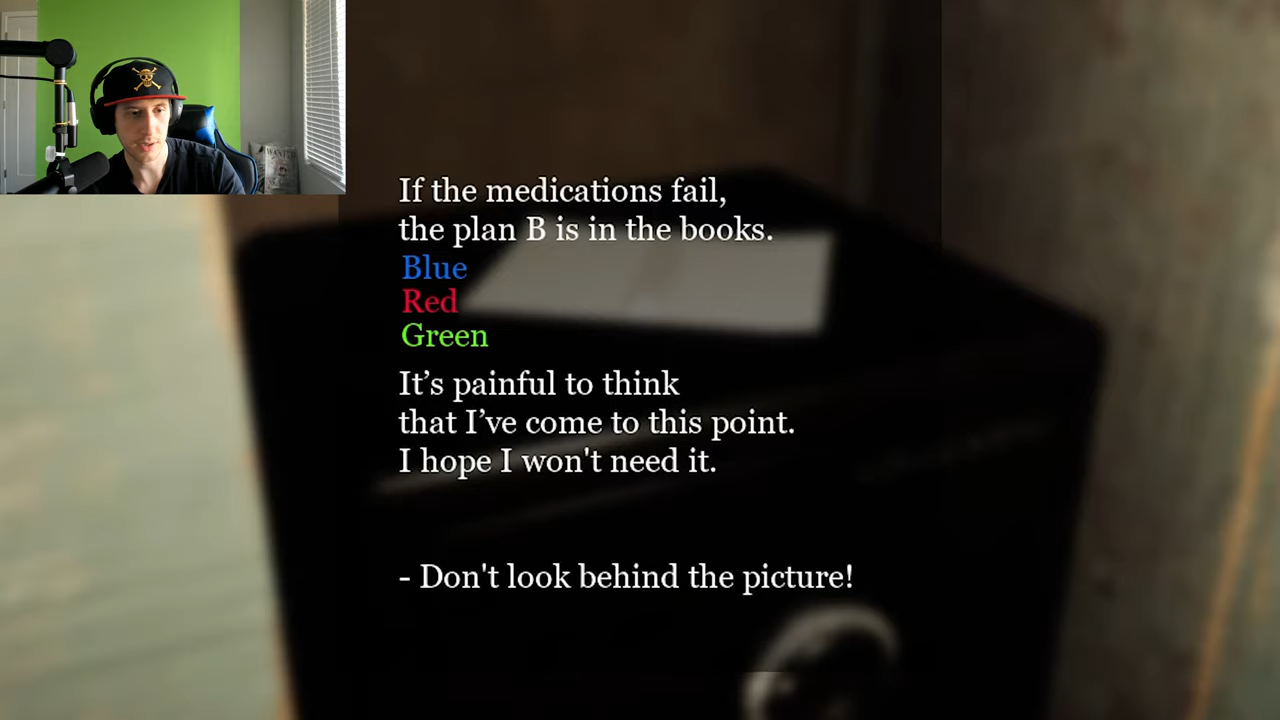 WANTED
If the medications fail,
the plan B is in the books.
Blue
Red
Green
It’s painful to think
that I’ve come to this point.
I hope I won't need it.
- Don't look behind the picture!